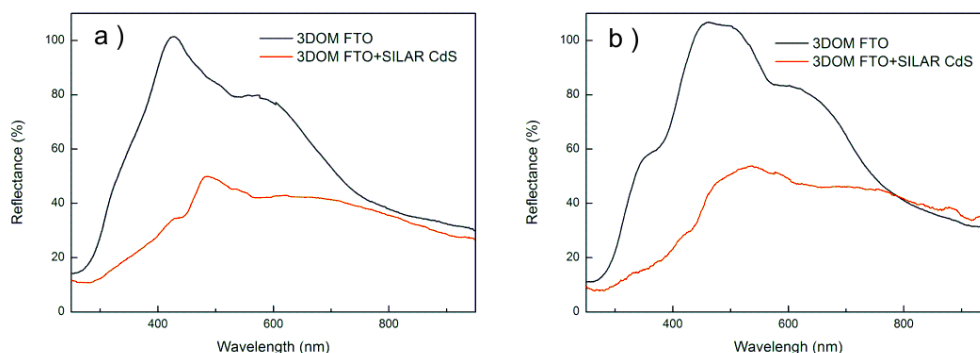 a )
3DOM FTO
3DOM FTO+SILAR CdS
100
80
60
40
20
0
Reflectance (%)
400
600
800
Wavelength (nm)
b )
3DOM FTO
3DOM FTO+SILAR CdS
100
80
60
40
20
0
Reflectance (%)
400
600
800
Wavelength (nm)